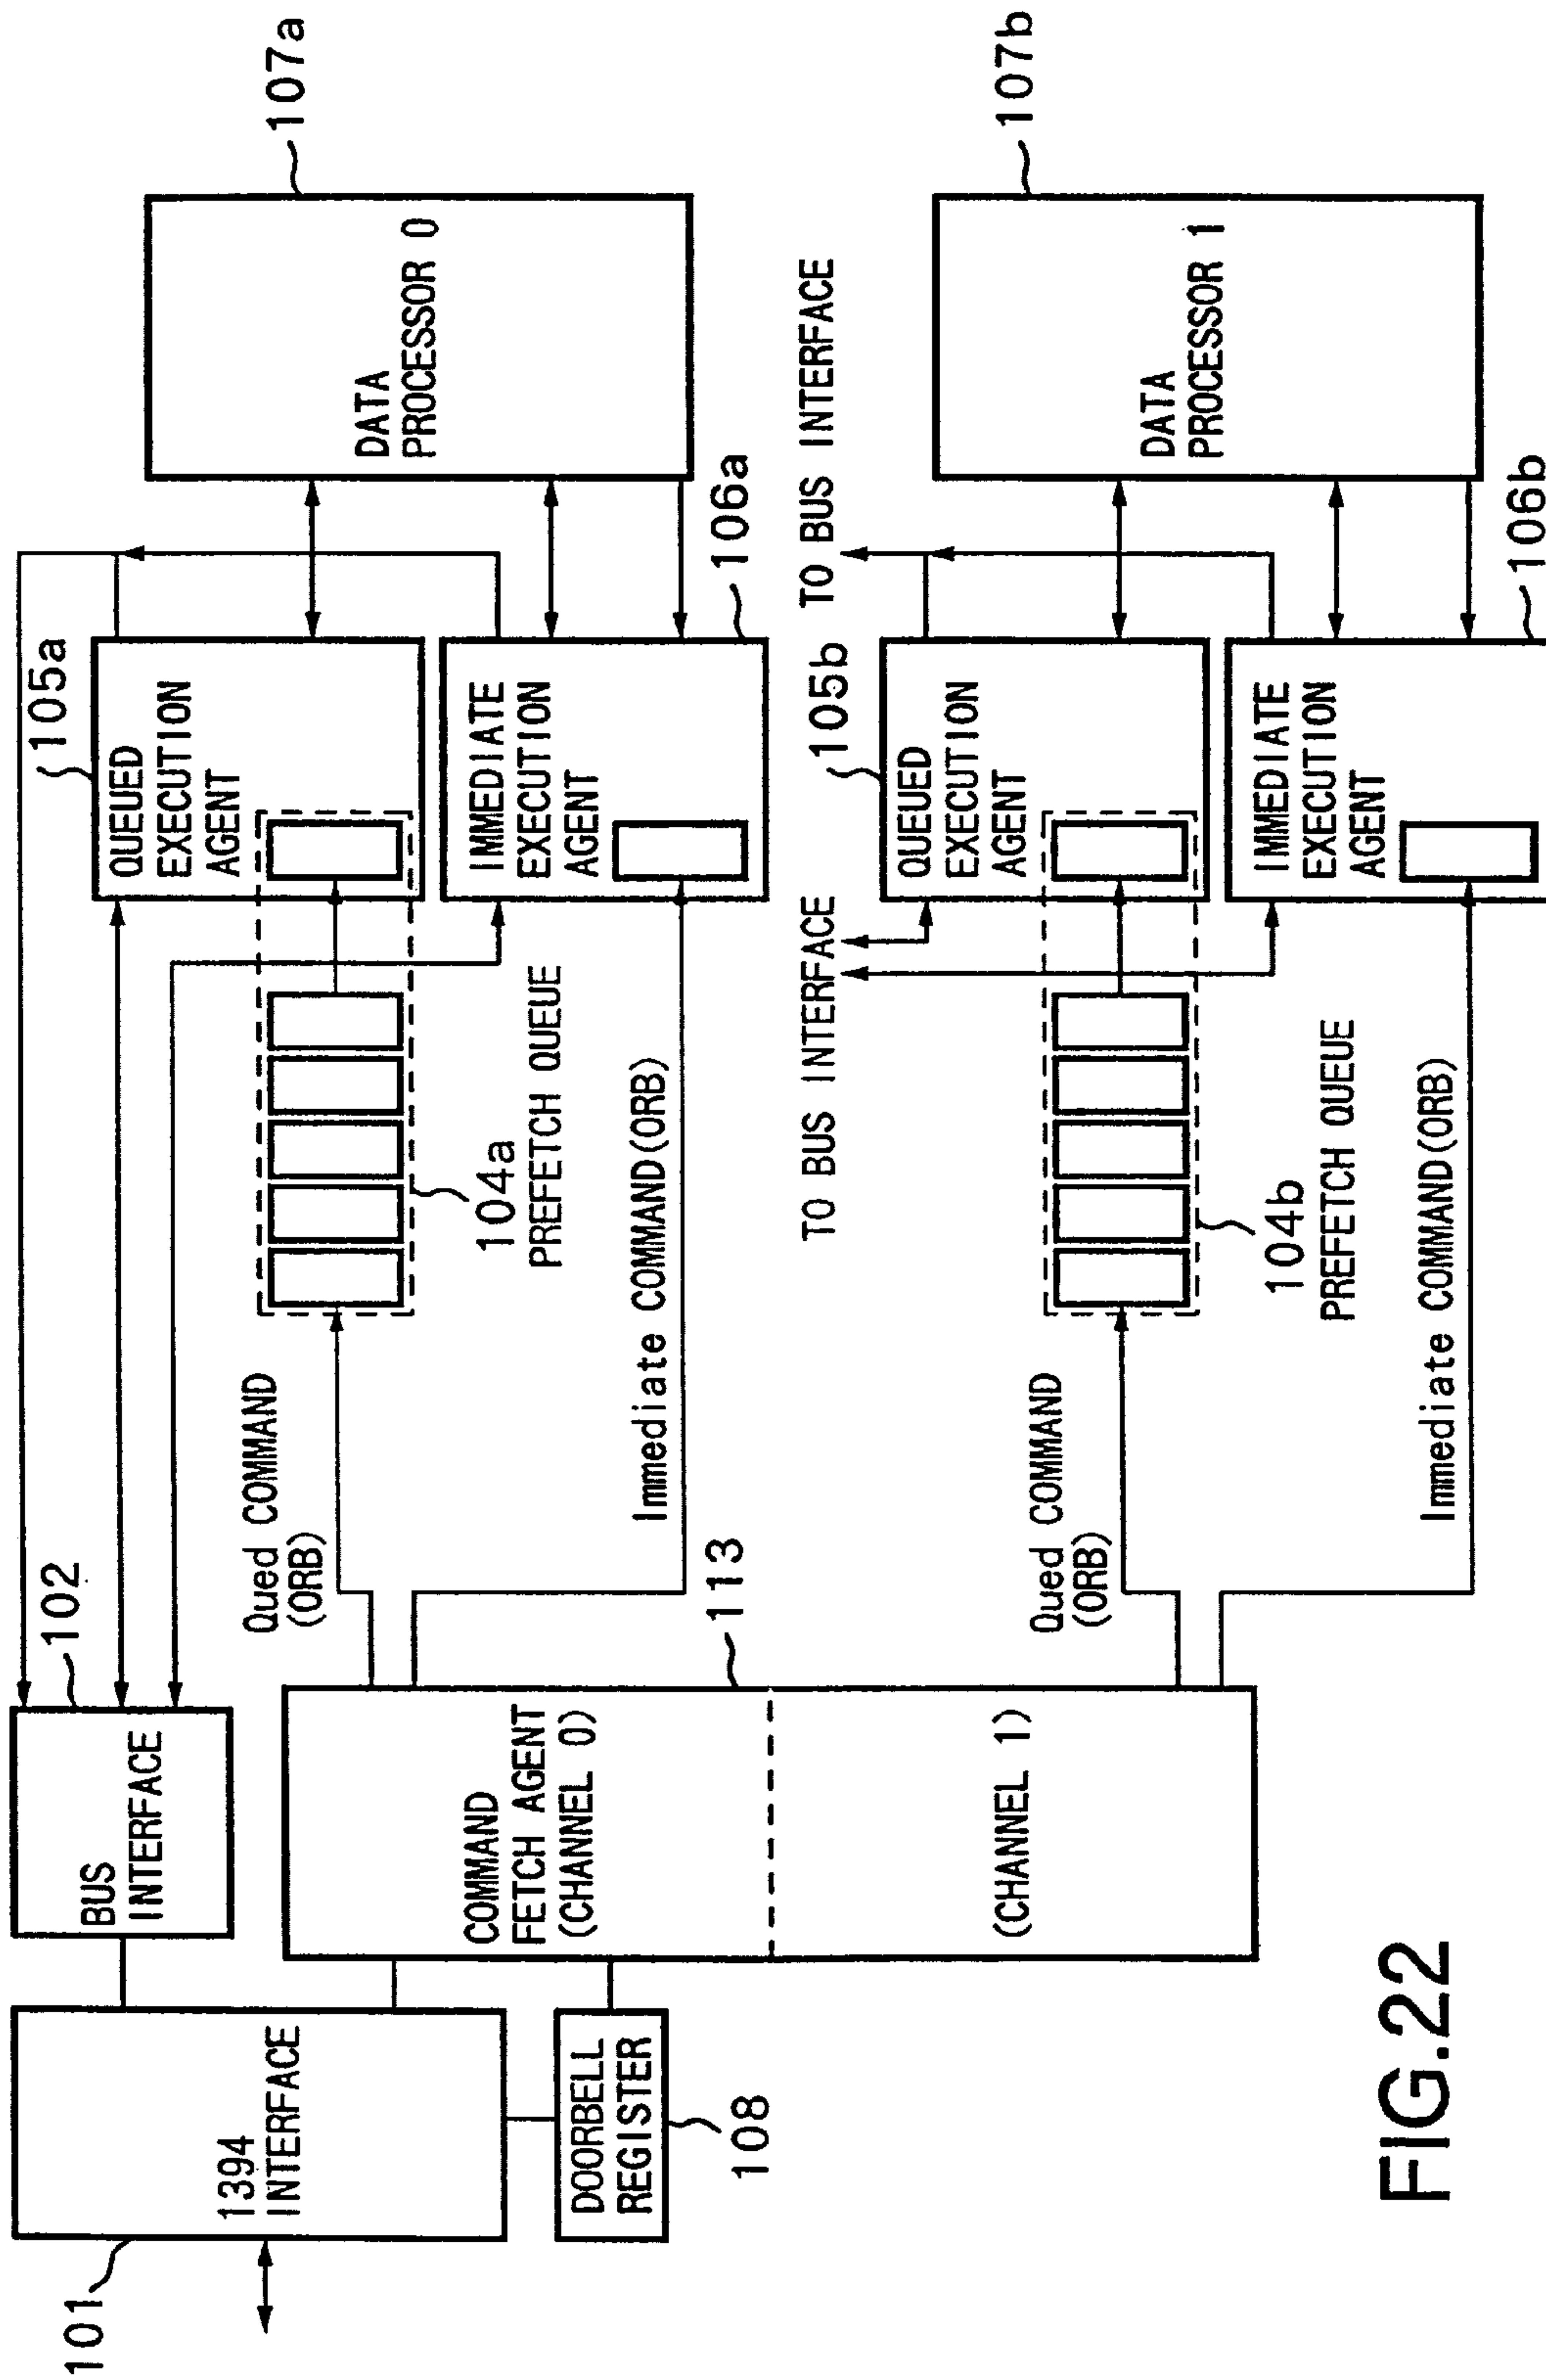 101
1394
INTERFACE
DOORBELL
REGISTER
108
BUS
INTERFACE
102
COMMAND
FETCH AGENT
(CHANNEL 0)
(CHANNEL 1)
113
Qued COMMAND
(ORB)
Immediate COMMAND(ORB)
104a
PREFETCH QUEUE
QUEUED
EXECUTION
AGENT
105a
IMMEDIATE
EXECUTION
AGENT
106a
DATA
PROCESSOR 0
107a
Qued COMMAND
(ORB)
Immediate COMMAND(ORB)
104b
PREFETCH QUEUE
TO BUS INTERFACE
TO BUS INTERFACE
QUEUED
EXECUTION
AGENT
105b
IMMEDIATE
EXECUTION
AGENT
106b
DATA
PROCESSOR 1
107b
FIG.22